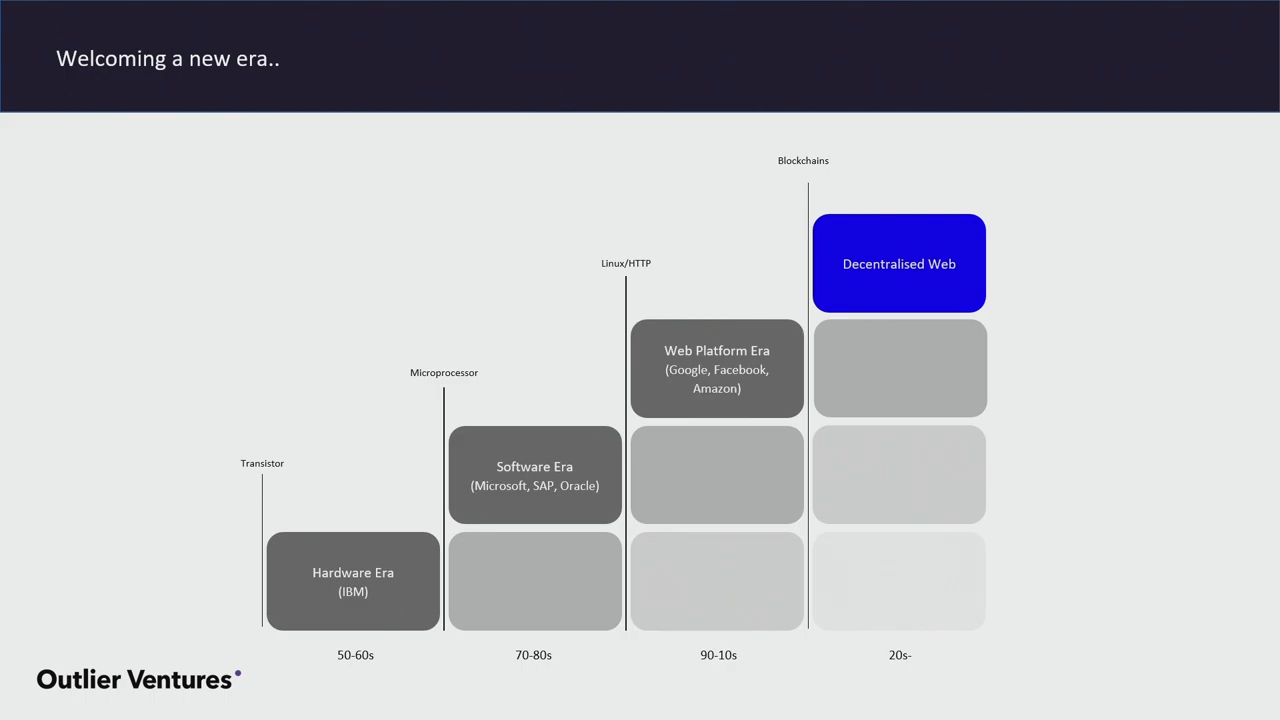 Welcoming a new era..
Blockchains
Decentralised Web
Linux/HTTP
Web Platform Era
(Google, Facebook,
Amazon)
Microprocessor
Software Era
(Microsoft, SAP, Oracle)
Transistor
Hardware Era
(IBM)
50-60s
70-80s
90-10s
20s-
Outlier Ventures